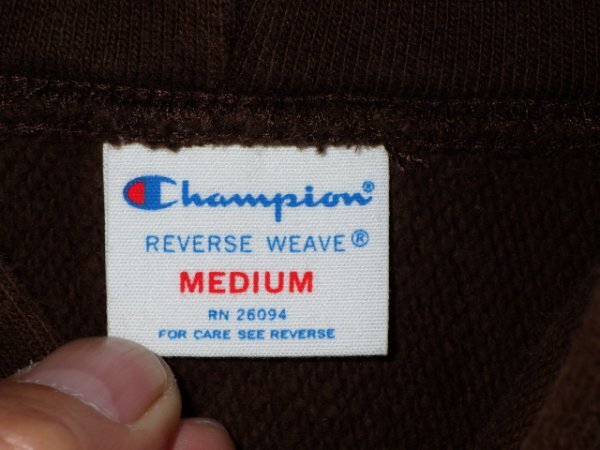 Champion®
REVERSE WEAVE®
MEDIUM
RN 26094
FOR CARE SEE REVERSE